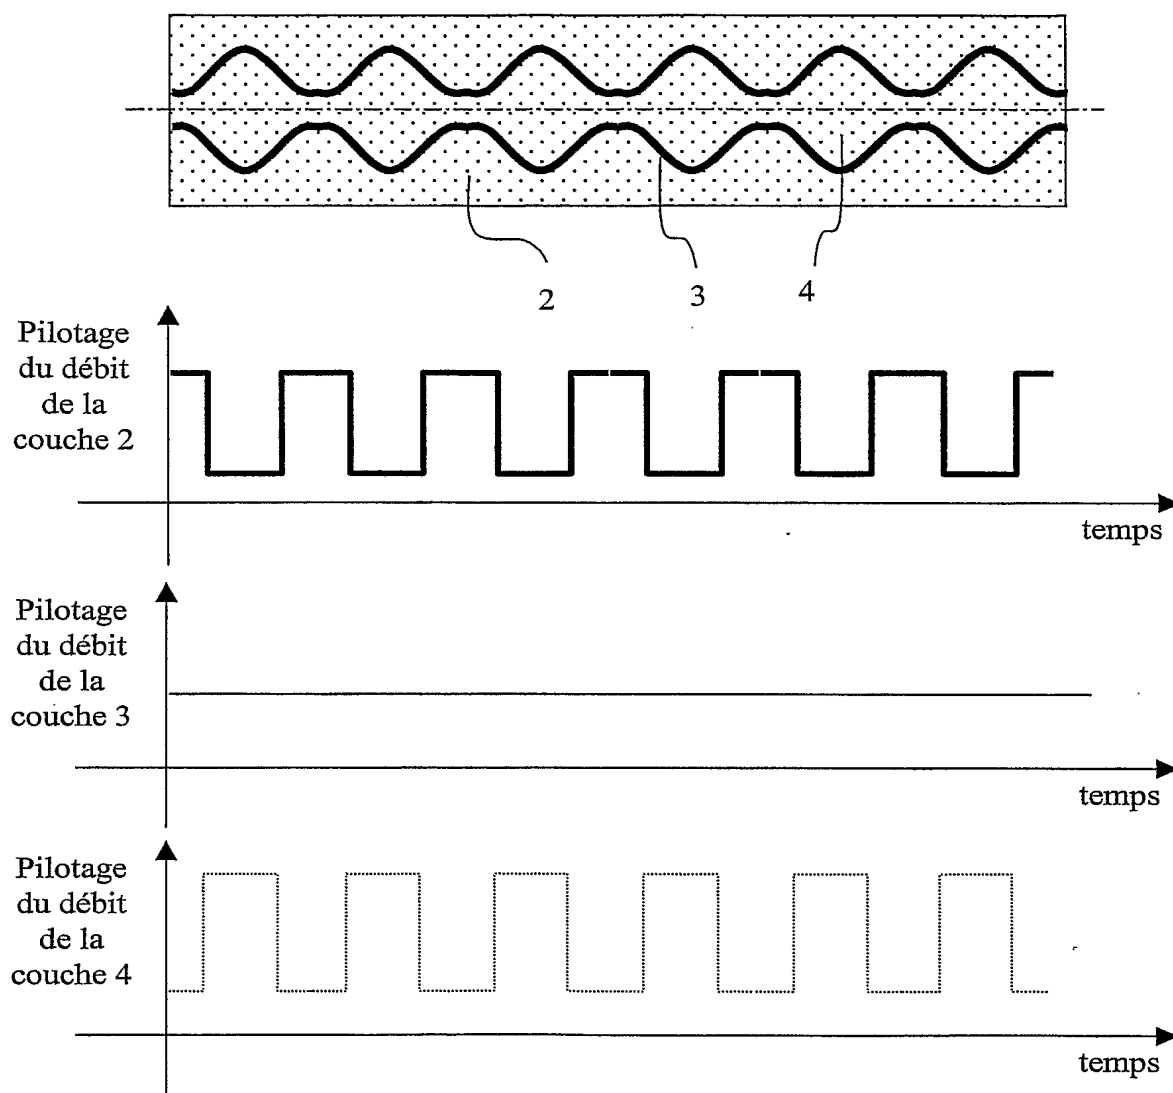 2
3
4
Pilotage
du débit
de la
couche 2
temps
Pilotage
du débit
de la
couche 3
temps
Pilotage
du débit
de la
couche 4
temps